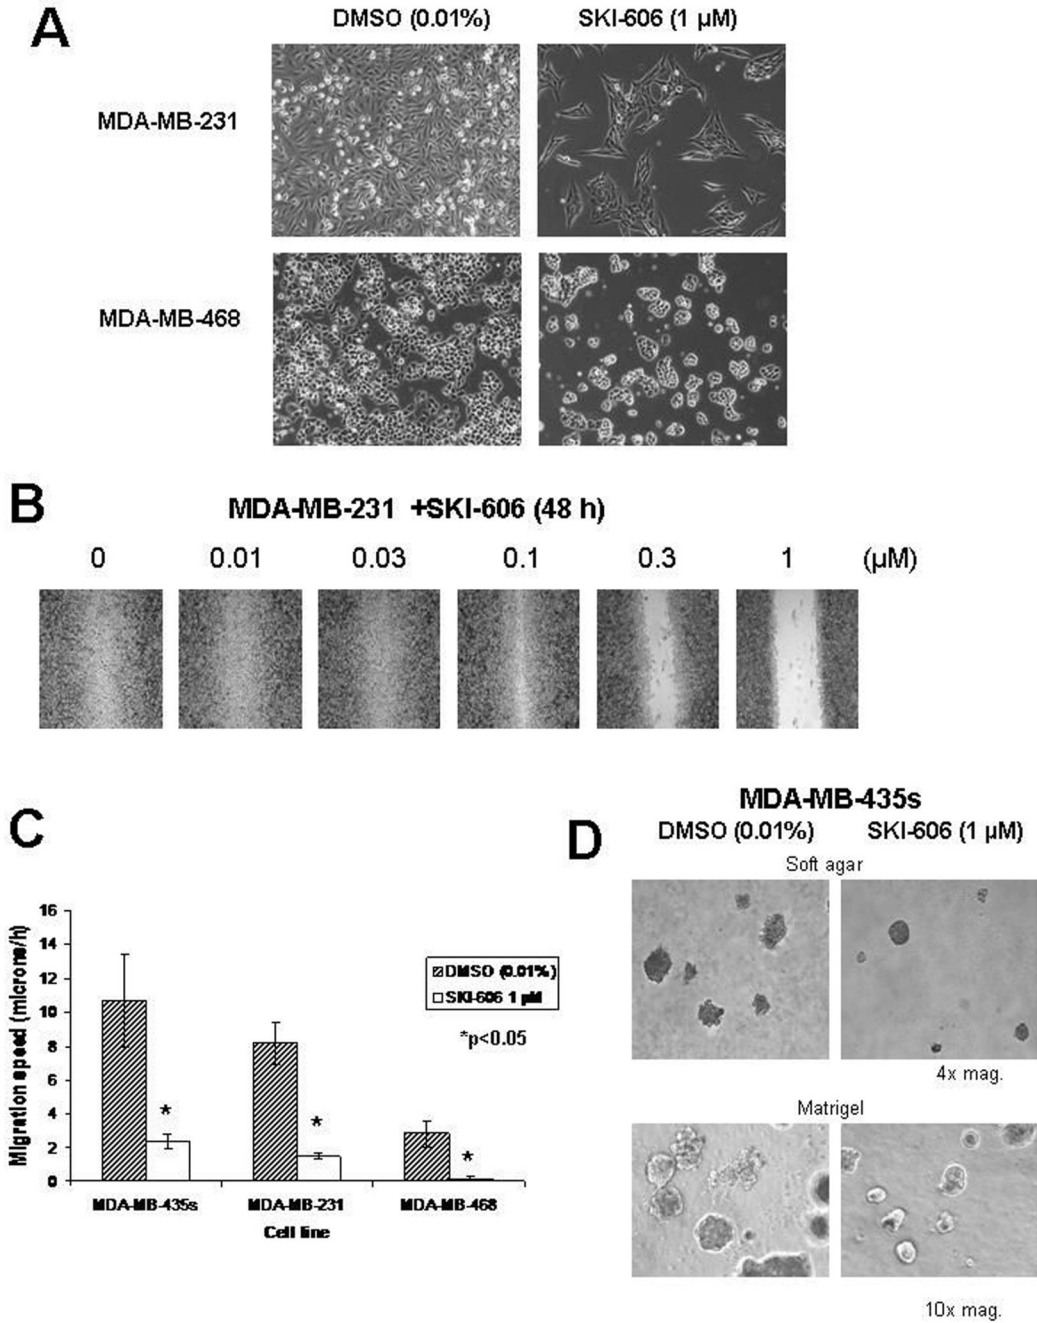 A
DMSO (0.01%) SKI-606 (1 µM)
MDA-MB-231
MDA-MB-468
B
MDA-MB-231 +SKI-606 (48 h)
0 0.01 0.03 0.1 0.3 1 (µM)
C
16
14
12
10
8
6
4
2
0
Migration speed (microns/h)
DMSO (0.01%)
SKI-606 1 µM
*p<0.05
*
*
*
MDA-MB-435s MDA-MB-231 MDA-MB-468
Cell line
D
MDA-MB-435s
DMSO (0.01%) SKI-606 (1 µM)
Soft agar
4x mag.
Matrigel
10x mag.